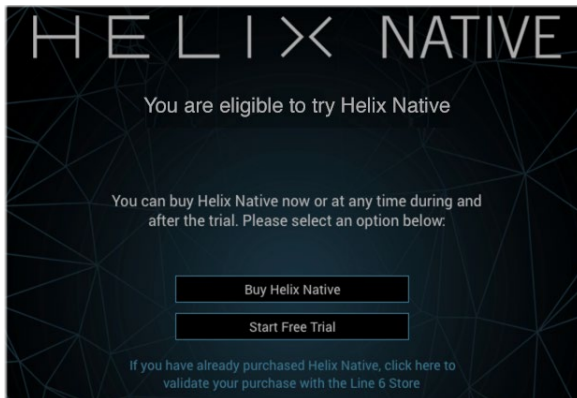 HELIX NATIVE
You are eligible to try Helix Native
You can buy Helix Native now or at any time during and
after the trial. Please select an option below:
Buy Helix Native
Start Free Trial
If you have already purchased Helix Native, click here to
validate your purchase with the Line 6 Store